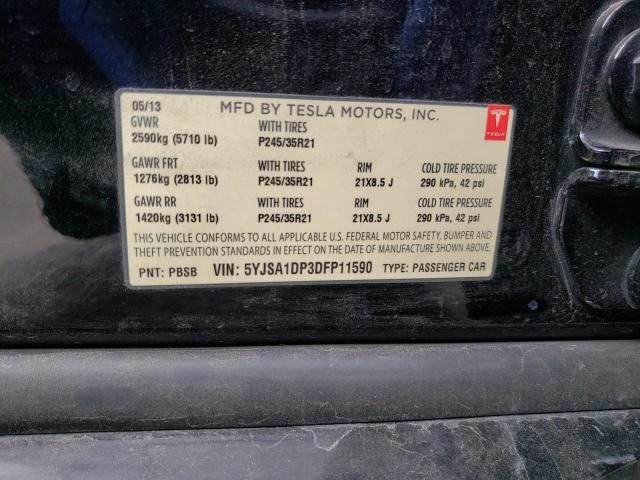 05/13 MFD BY TESLA MOTORS, INC.
GVWR WITH TIRES
2590kg (5710 lb) P245/35R21
TESLA
GAWR FRT WITH TIRES RIM COLD TIRE PRESSURE
1276kg (2813 lb) P245/35R21 21X8.5 J 290 kPa, 42 psi
GAWR RR WITH TIRES RIM COLD TIRE PRESSURE
1420kg (3131 lb) P245/35R21 21X8.5 J 290 kPa, 42 psi
THIS VEHICLE CONFORMS TO ALL APPLICABLE U.S. FEDERAL MOTOR SAFETY, BUMPER AND
THEFT PREVENTION STANDARDS IN EFFECT ON THE DATE OF MANUFACTURE SHOWN ABOVE.
PNT: PBSB VIN: 5YJSA1DP3DFP11590 TYPE: PASSENGER CAR